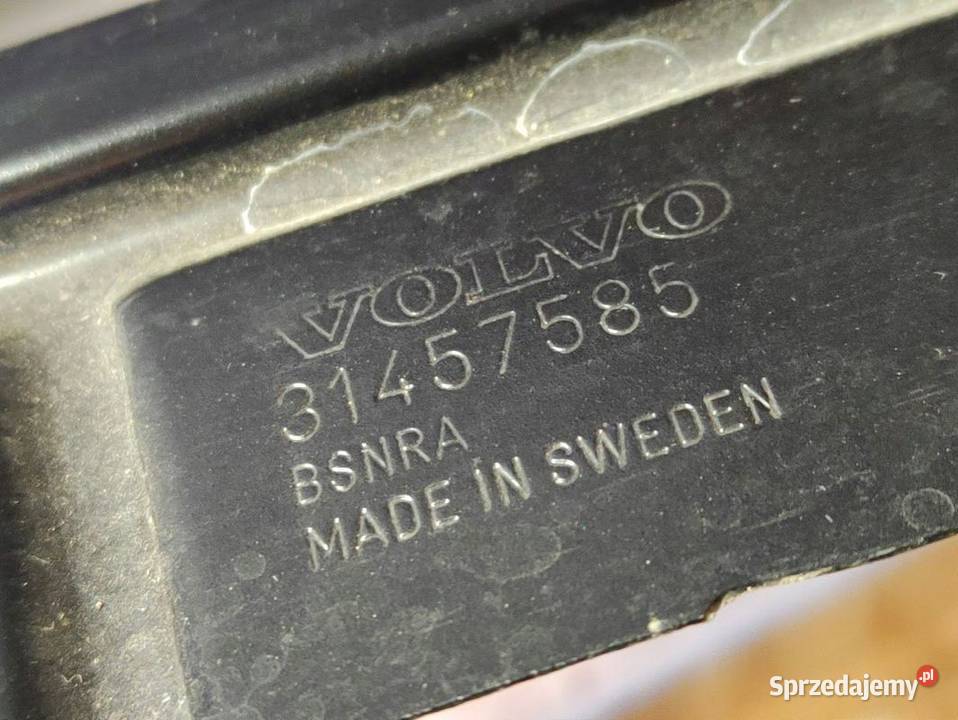 VOLVO
31457585
BSNRA
MADE IN SWEDEN
Sprzedajemy.pl